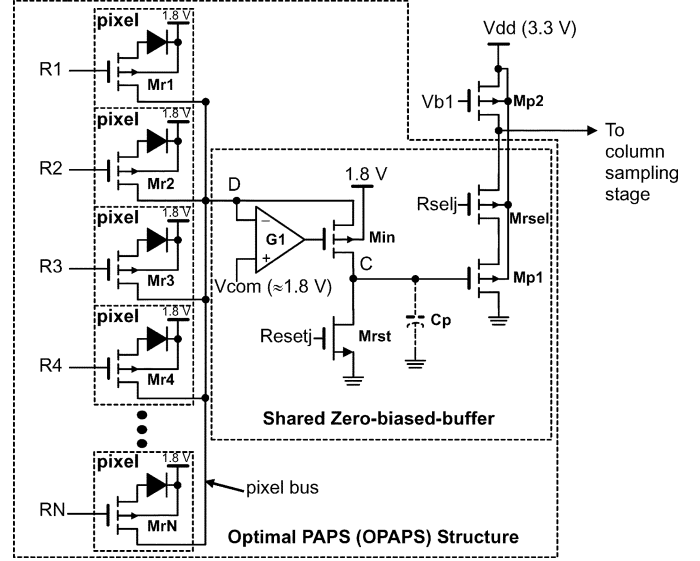 pixel
1.8 V
R1
Mr1
pixel
1.8 V
R2
Mr2
pixel
1.8 V
R3
Mr3
pixel
1.8 V
R4
Mr4
pixel
1.8 V
RN
MrN
pixel bus
D
G1
−
+
Vcom (≈1.8 V)
1.8 V
Min
C
Resetj
Mrst
Cp
Shared Zero-biased-buffer
Vdd (3.3 V)
Vb1
Mp2
To
column
sampling
stage
Rselj
Mrsel
Mp1
Optimal PAPS (OPAPS) Structure